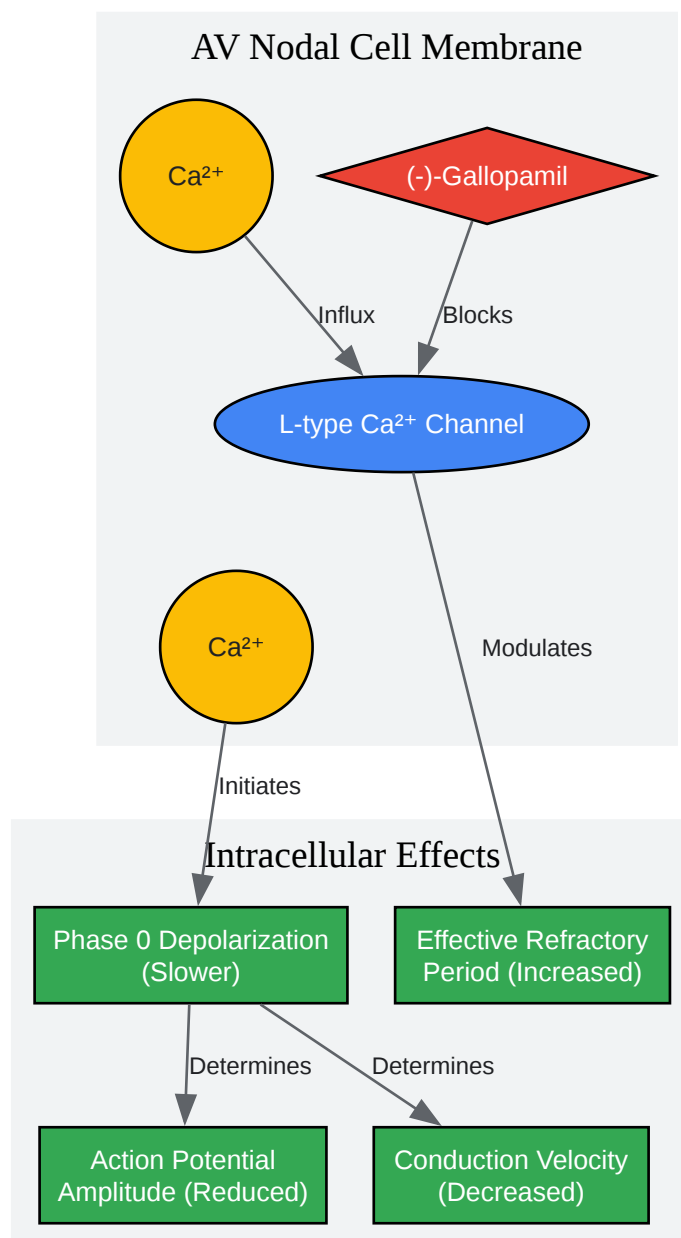 AV Nodal Cell Membrane
Ca²⁺
(-)-Gallopamil
Influx
Blocks
L-type Ca²⁺ Channel
Ca²⁺
Modulates
Initiates
Intracellular Effects
Phase 0 Depolarization
(Slower)
Effective Refractory
Period (Increased)
Determines
Determines
Action Potential
Amplitude (Reduced)
Conduction Velocity
(Decreased)